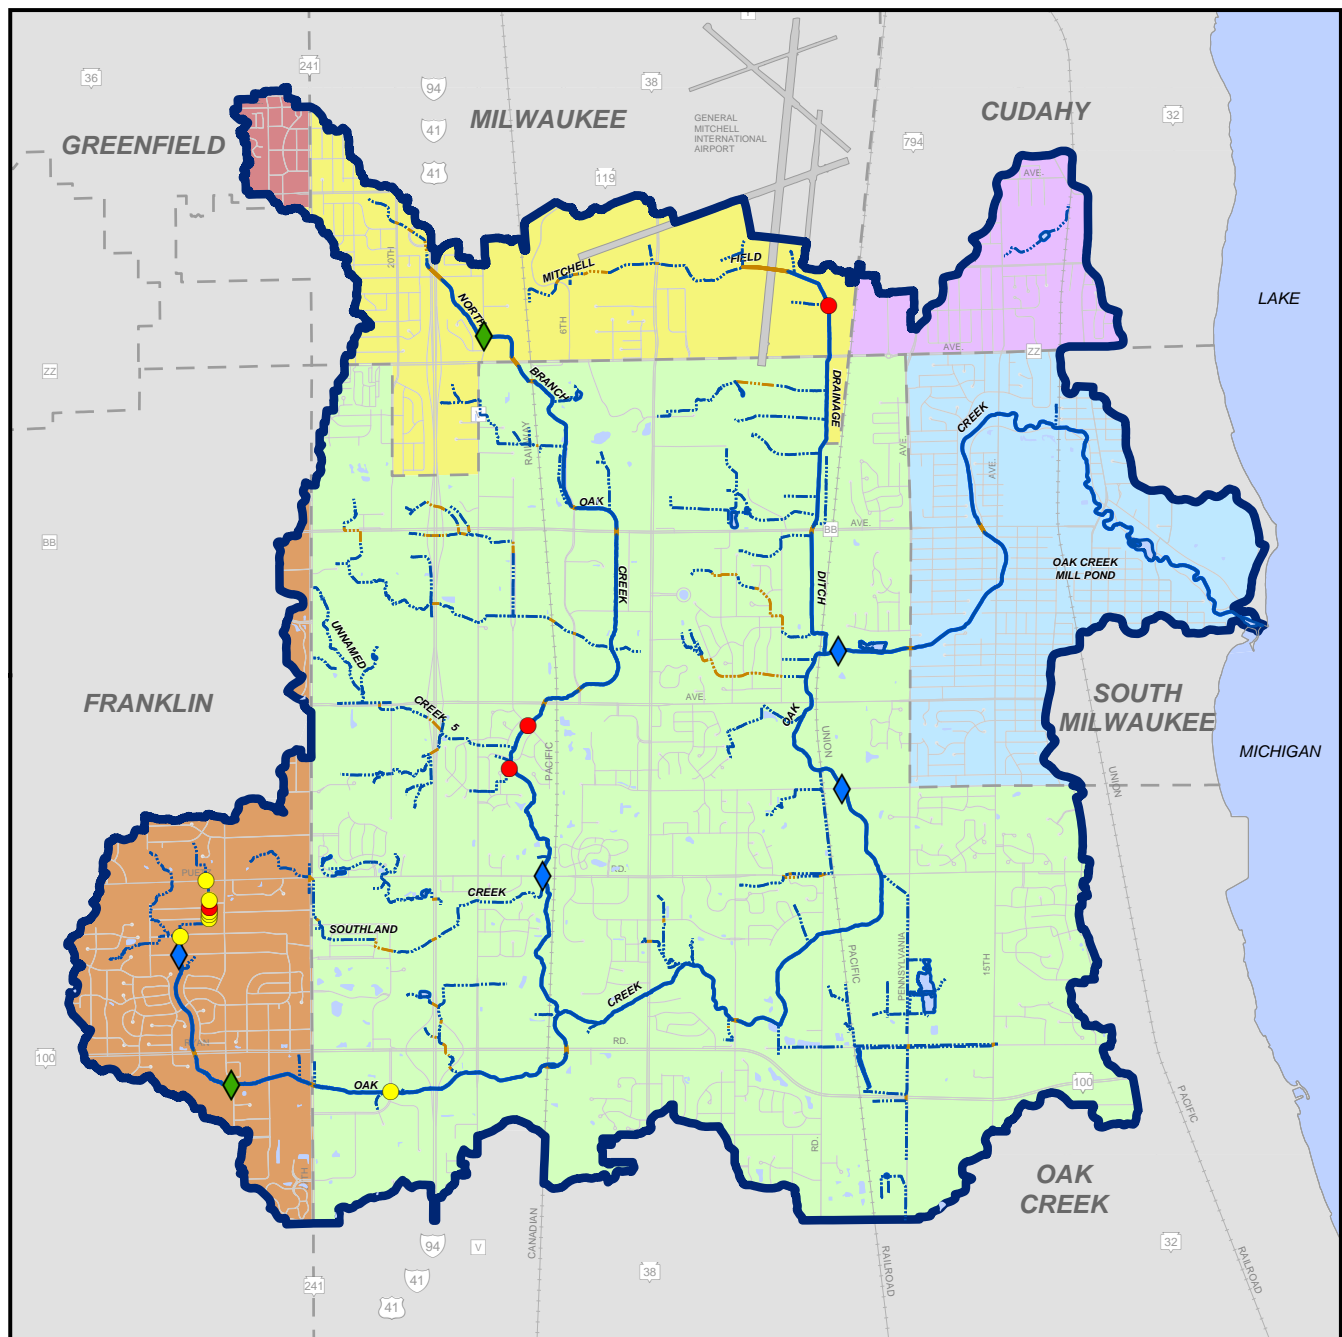 36
241
94
38
MILWAUKEE
CUDAHY
32
GREENFIELD
41
GENERAL
MITCHELL
INTERNATIONAL
AIRPORT
794
41
119
AVE.
20TH
MITCHELL
FIELD
NORTH
6TH
LAKE
AVE.
ZZ
ZZ
BRANCH
DRAINAGE
CREEK
RAILWAY
AVE.
AVE.
OAK
AVE.
BB
BB
OAK CREEK
MILL POND
CREEK
DITCH
UNNAMED
FRANKLIN
CREEK 5
AVE.
OAK
SOUTH
MILWAUKEE
UNION
PACIFIC
MICHIGAN
UNION
RD.
CREEK
SOUTHLAND
PACIFIC
PENNSYLVANIA
15TH
CREEK
RYAN
RD.
100
OAK
100
PACIFIC
RD.
OAK
CREEK
CANADIAN
94
V
32
41
38
241
41
RAILROAD
RAILROAD